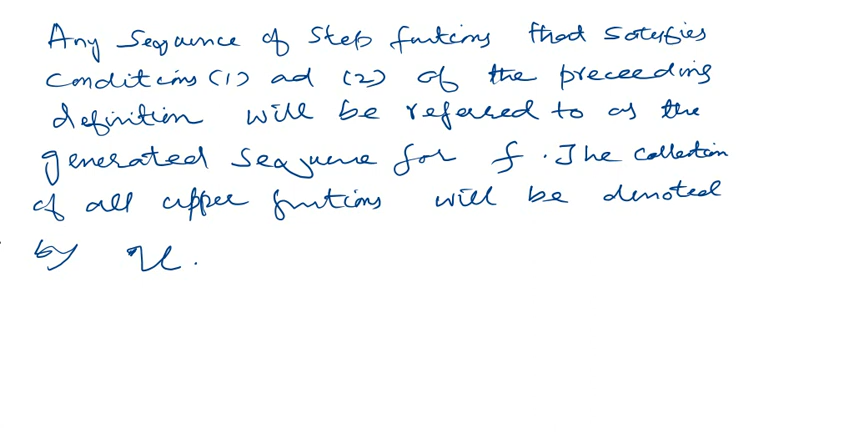 Any Sequence of Step functions that satisfies
Conditions (1) and (2) of the preceeding
definition will be referred to as the
generated Sequence for f. The collection
of all upper functions will be denoted
by U.